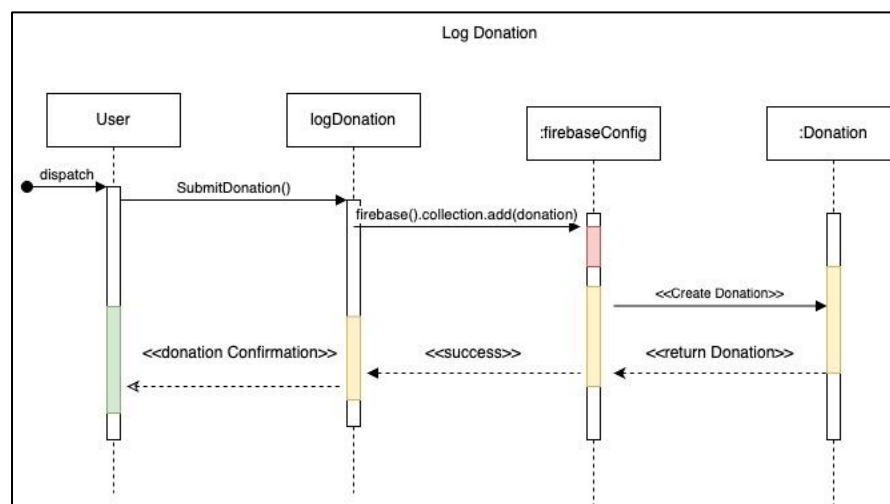 Log Donation
User
logDonation
:firebaseConfig
:Donation
dispatch
SubmitDonation()
firebase().collection.add(donation)
<<Create Donation>>
<<donation Confirmation>>
<<success>>
<<return Donation>>